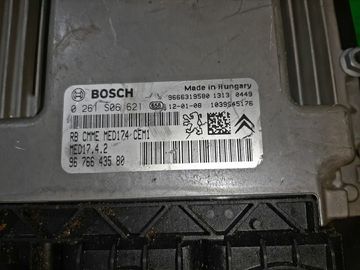 BOSCH
Made in Hungary
9666319580 1313 0449
0 261 S06 621 12-01-08 1039S45176
RB CMME MED174 CEM1
MED17.4.2
96 766 435 80